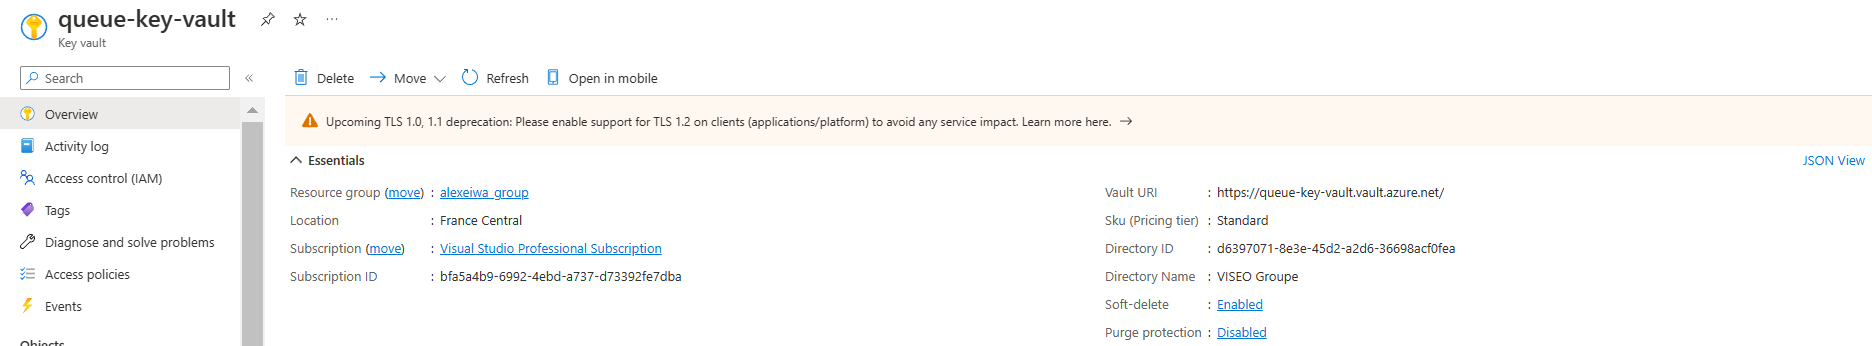 queue-key-vault
Key vault
Search
Delete Move Refresh Open in mobile
Overview
Activity log
Access control (IAM)
Tags
Diagnose and solve problems
Access policies
Events
Objects
Upcoming TLS 1.0, 1.1 deprecation: Please enable support for TLS 1.2 on clients (applications/platform) to avoid any service impact. Learn more here.
Essentials
JSON View
Resource group (move) : alexeiwa_group
Location : France Central
Subscription (move) : Visual Studio Professional Subscription
Subscription ID : bfa5a4b9-6992-4ebd-a737-d73392fe7dba
Vault URI : https://queue-key-vault.vault.azure.net/
Sku (Pricing tier) : Standard
Directory ID : d6397071-8e3e-45d2-a2d6-36698acf0fea
Directory Name : VISEO Groupe
Soft-delete : Enabled
Purge protection : Disabled